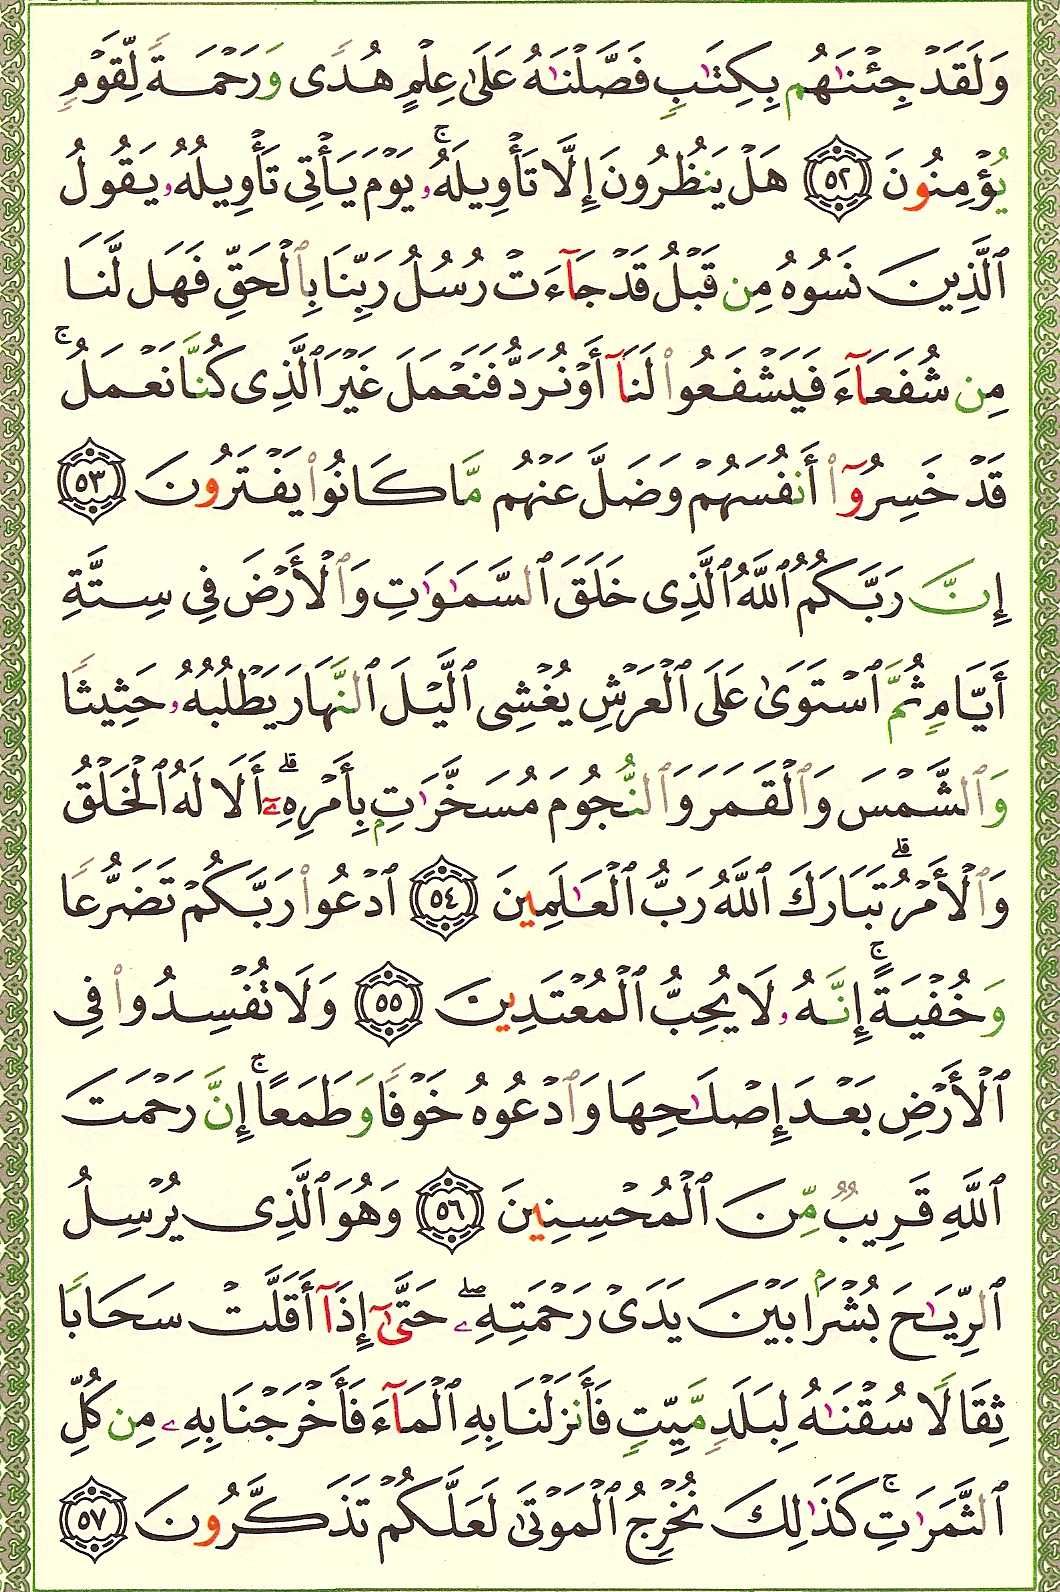 وَلَقَدْ جِئْنَٰهُم بِكِتَٰبٍ فَصَّلْنَٰهُ عَلَىٰ عِلْمٍ هُدًى وَرَحْمَةً لِّقَوْمٍ
يُؤْمِنُونَ ﴿٥٢﴾ هَلْ يَنظُرُونَ إِلَّا تَأْوِيلَهُۥ ۚ يَوْمَ يَأْتِى تَأْوِيلُهُۥ يَقُولُ
ٱلَّذِينَ نَسُوهُ مِن قَبْلُ قَدْ جَآءَتْ رُسُلُ رَبِّنَا بِٱلْحَقِّ فَهَل لَّنَا
مِن شُفَعَآءَ فَيَشْفَعُوا۟ لَنَآ أَوْ نُرَدُّ فَنَعْمَلَ غَيْرَ ٱلَّذِى كُنَّا نَعْمَلُ ۚ
قَدْ خَسِرُوٓا۟ أَنفُسَهُمْ وَضَلَّ عَنْهُم مَّا كَانُوا۟ يَفْتَرُونَ ﴿٥٣﴾
إِنَّ رَبَّكُمُ ٱللَّهُ ٱلَّذِى خَلَقَ ٱلسَّمَٰوَٰتِ وَٱلْأَرْضَ فِى سِتَّةِ
أَيَّامٍ ثُمَّ ٱسْتَوَىٰ عَلَى ٱلْعَرْشِ يُغْشِى ٱلَّيْلَ ٱلنَّهَارَ يَطْلُبُهُۥ حَثِيثًا
وَٱلشَّمْسَ وَٱلْقَمَرَ وَٱلنُّجُومَ مُسَخَّرَٰتٍۭ بِأَمْرِهِۦٓ ۗ أَلَا لَهُ ٱلْخَلْقُ
وَٱلْأَمْرُ ۗ تَبَارَكَ ٱللَّهُ رَبُّ ٱلْعَٰلَمِينَ ﴿٥٤﴾ ٱدْعُوا۟ رَبَّكُمْ تَضَرُّعًا
وَخُفْيَةً ۚ إِنَّهُۥ لَا يُحِبُّ ٱلْمُعْتَدِينَ ﴿٥٥﴾ وَلَا تُفْسِدُوا۟ فِى
ٱلْأَرْضِ بَعْدَ إِصْلَٰحِهَا وَٱدْعُوهُ خَوْفًا وَطَمَعًا ۚ إِنَّ رَحْمَتَ
ٱللَّهِ قَرِيبٌ مِّنَ ٱلْمُحْسِنِينَ ﴿٥٦﴾ وَهُوَ ٱلَّذِى يُرْسِلُ
ٱلرِّيَٰحَ بُشْرًۢا بَيْنَ يَدَىْ رَحْمَتِهِۦ ۖ حَتَّىٰٓ إِذَآ أَقَلَّتْ سَحَابًا
ثِقَالًا سُقْنَٰهُ لِبَلَدٍ مَّيِّتٍ فَأَنزَلْنَا بِهِ ٱلْمَآءَ فَأَخْرَجْنَا بِهِۦ مِن كُلِّ
ٱلثَّمَرَٰتِ ۚ كَذَٰلِكَ نُخْرِجُ ٱلْمَوْتَىٰ لَعَلَّكُمْ تَذَكَّرُونَ ﴿٥٧﴾